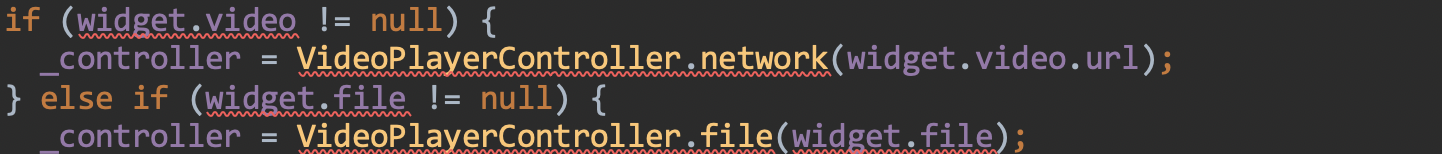 if (widget.video != null) {
  _controller = VideoPlayerController.network(widget.video.url);
} else if (widget.file != null) {
  _controller = VideoPlayerController.file(widget.file);